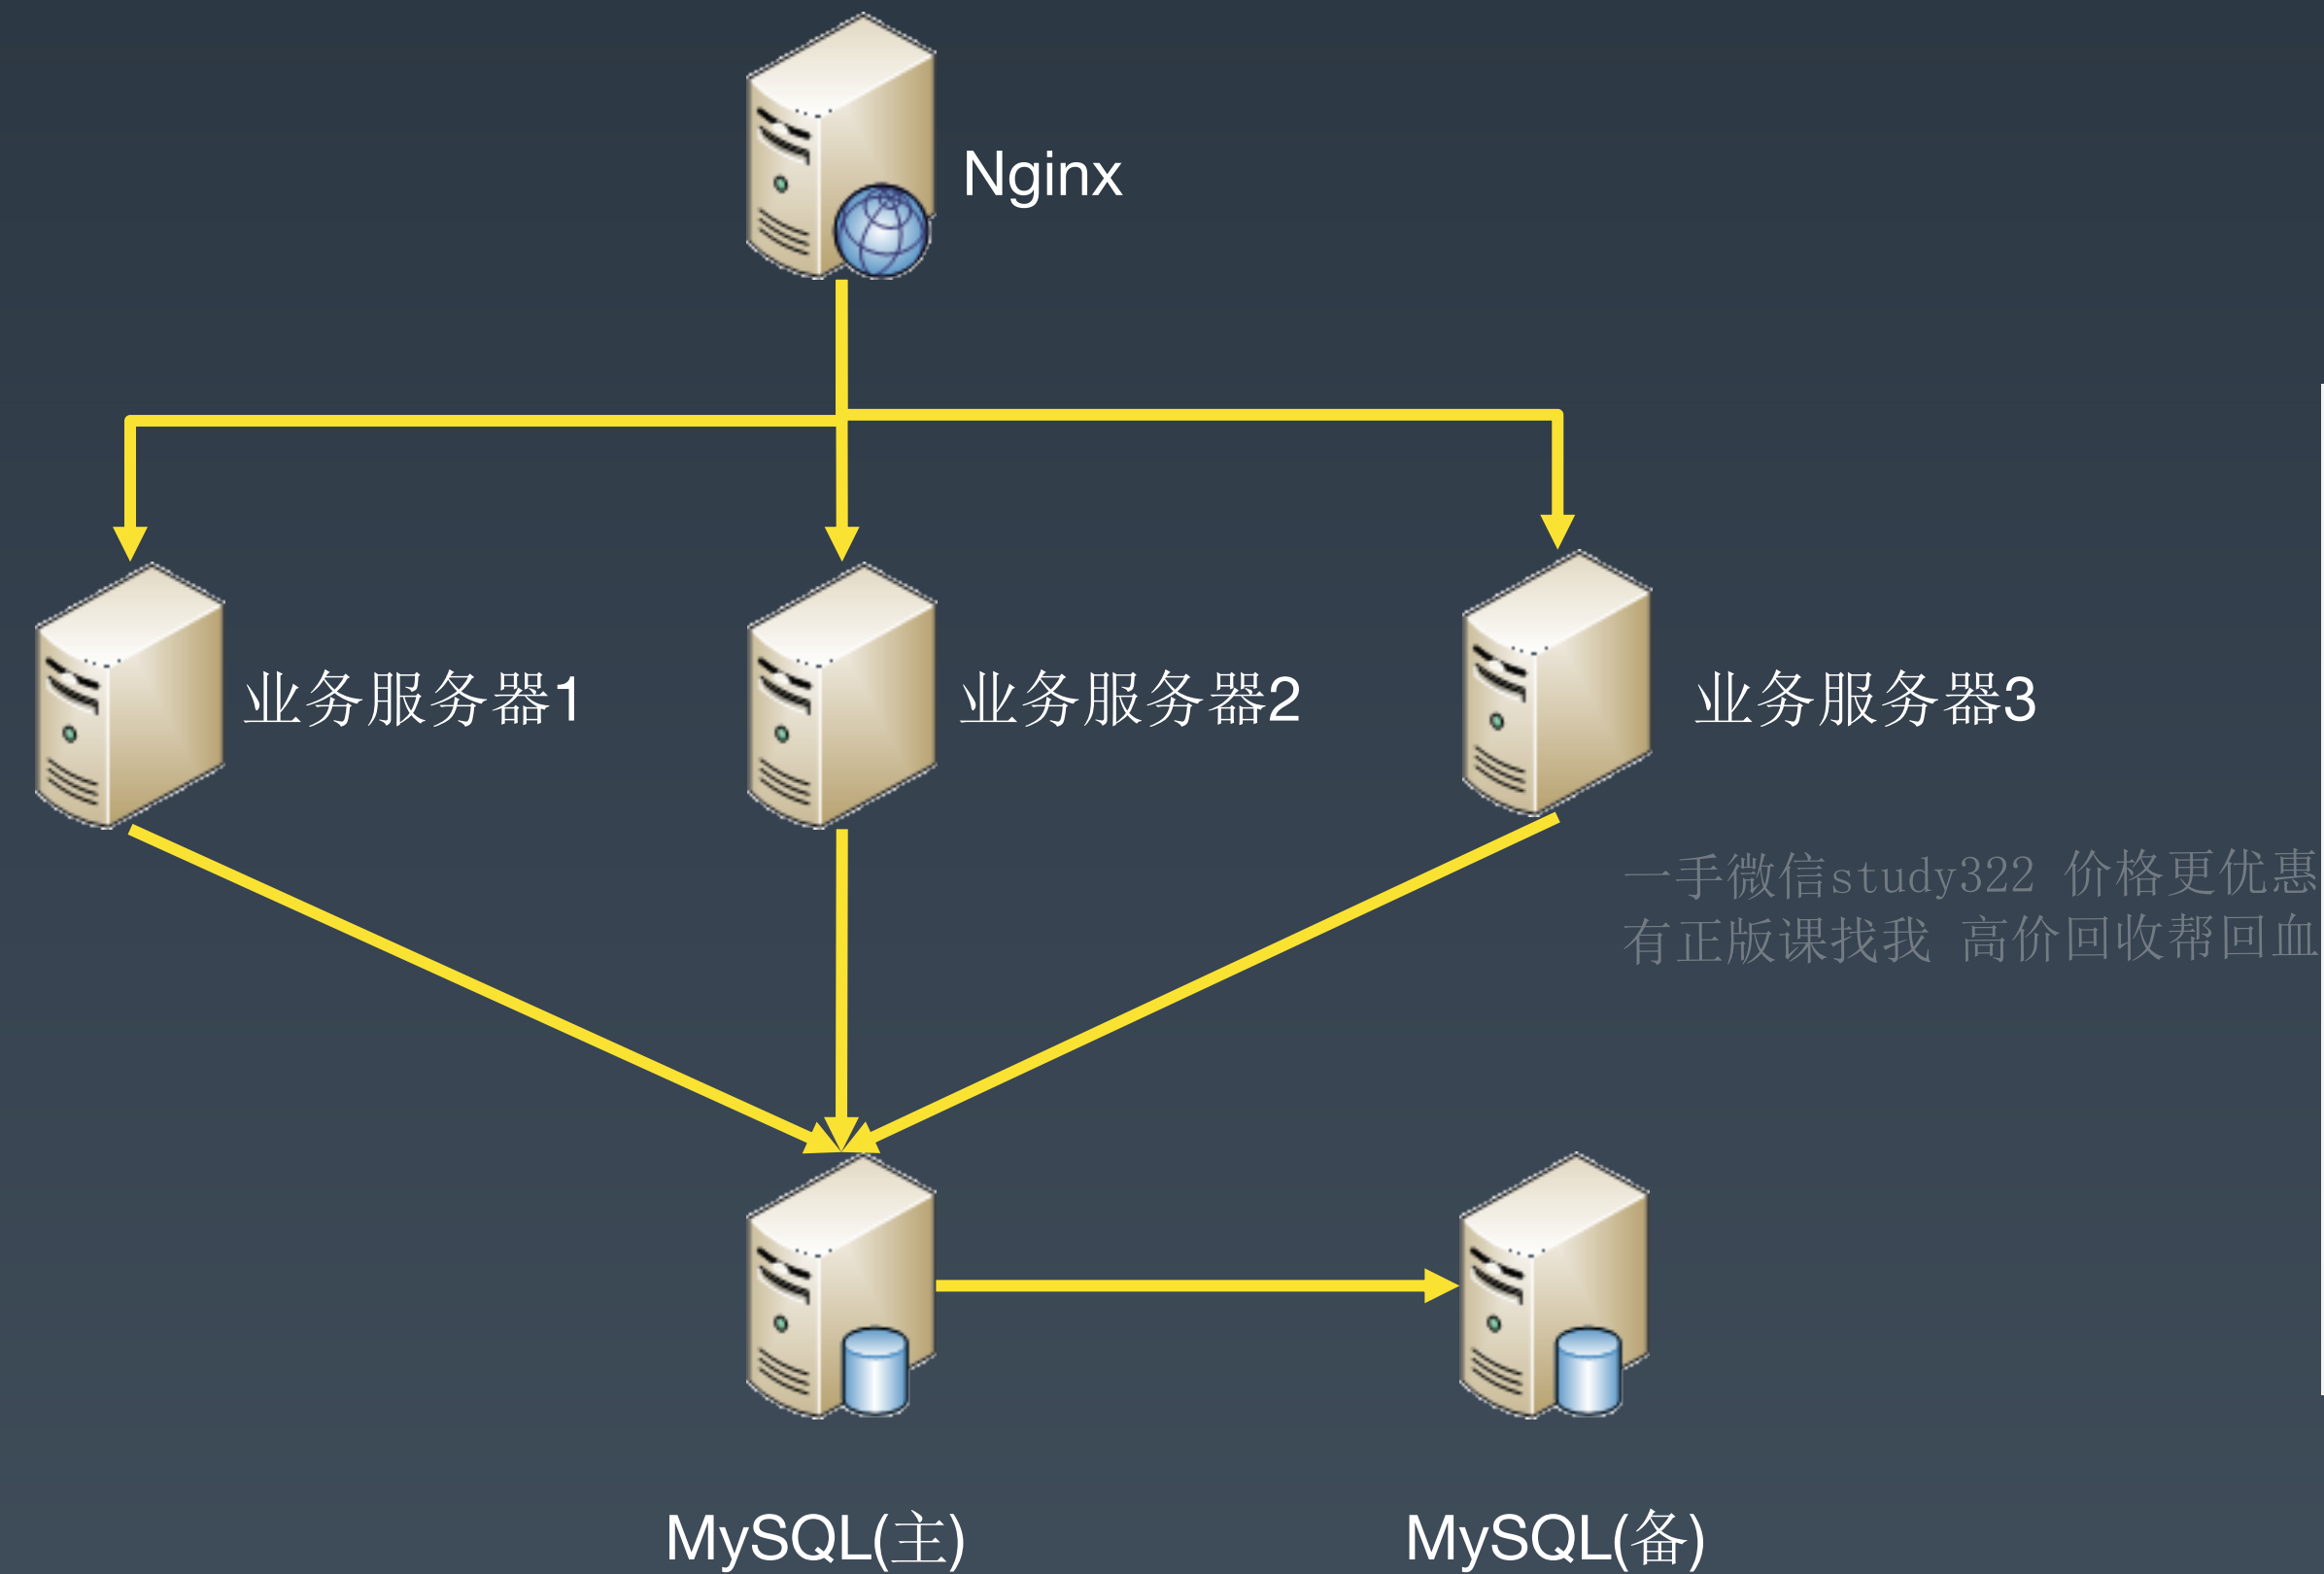 Nginx
业务服务器1
业务服务器2
业务服务器3
一手微信study322 价格更优惠
有正版课找我 高价回收帮回血
MySQL(主)
MySQL(备)